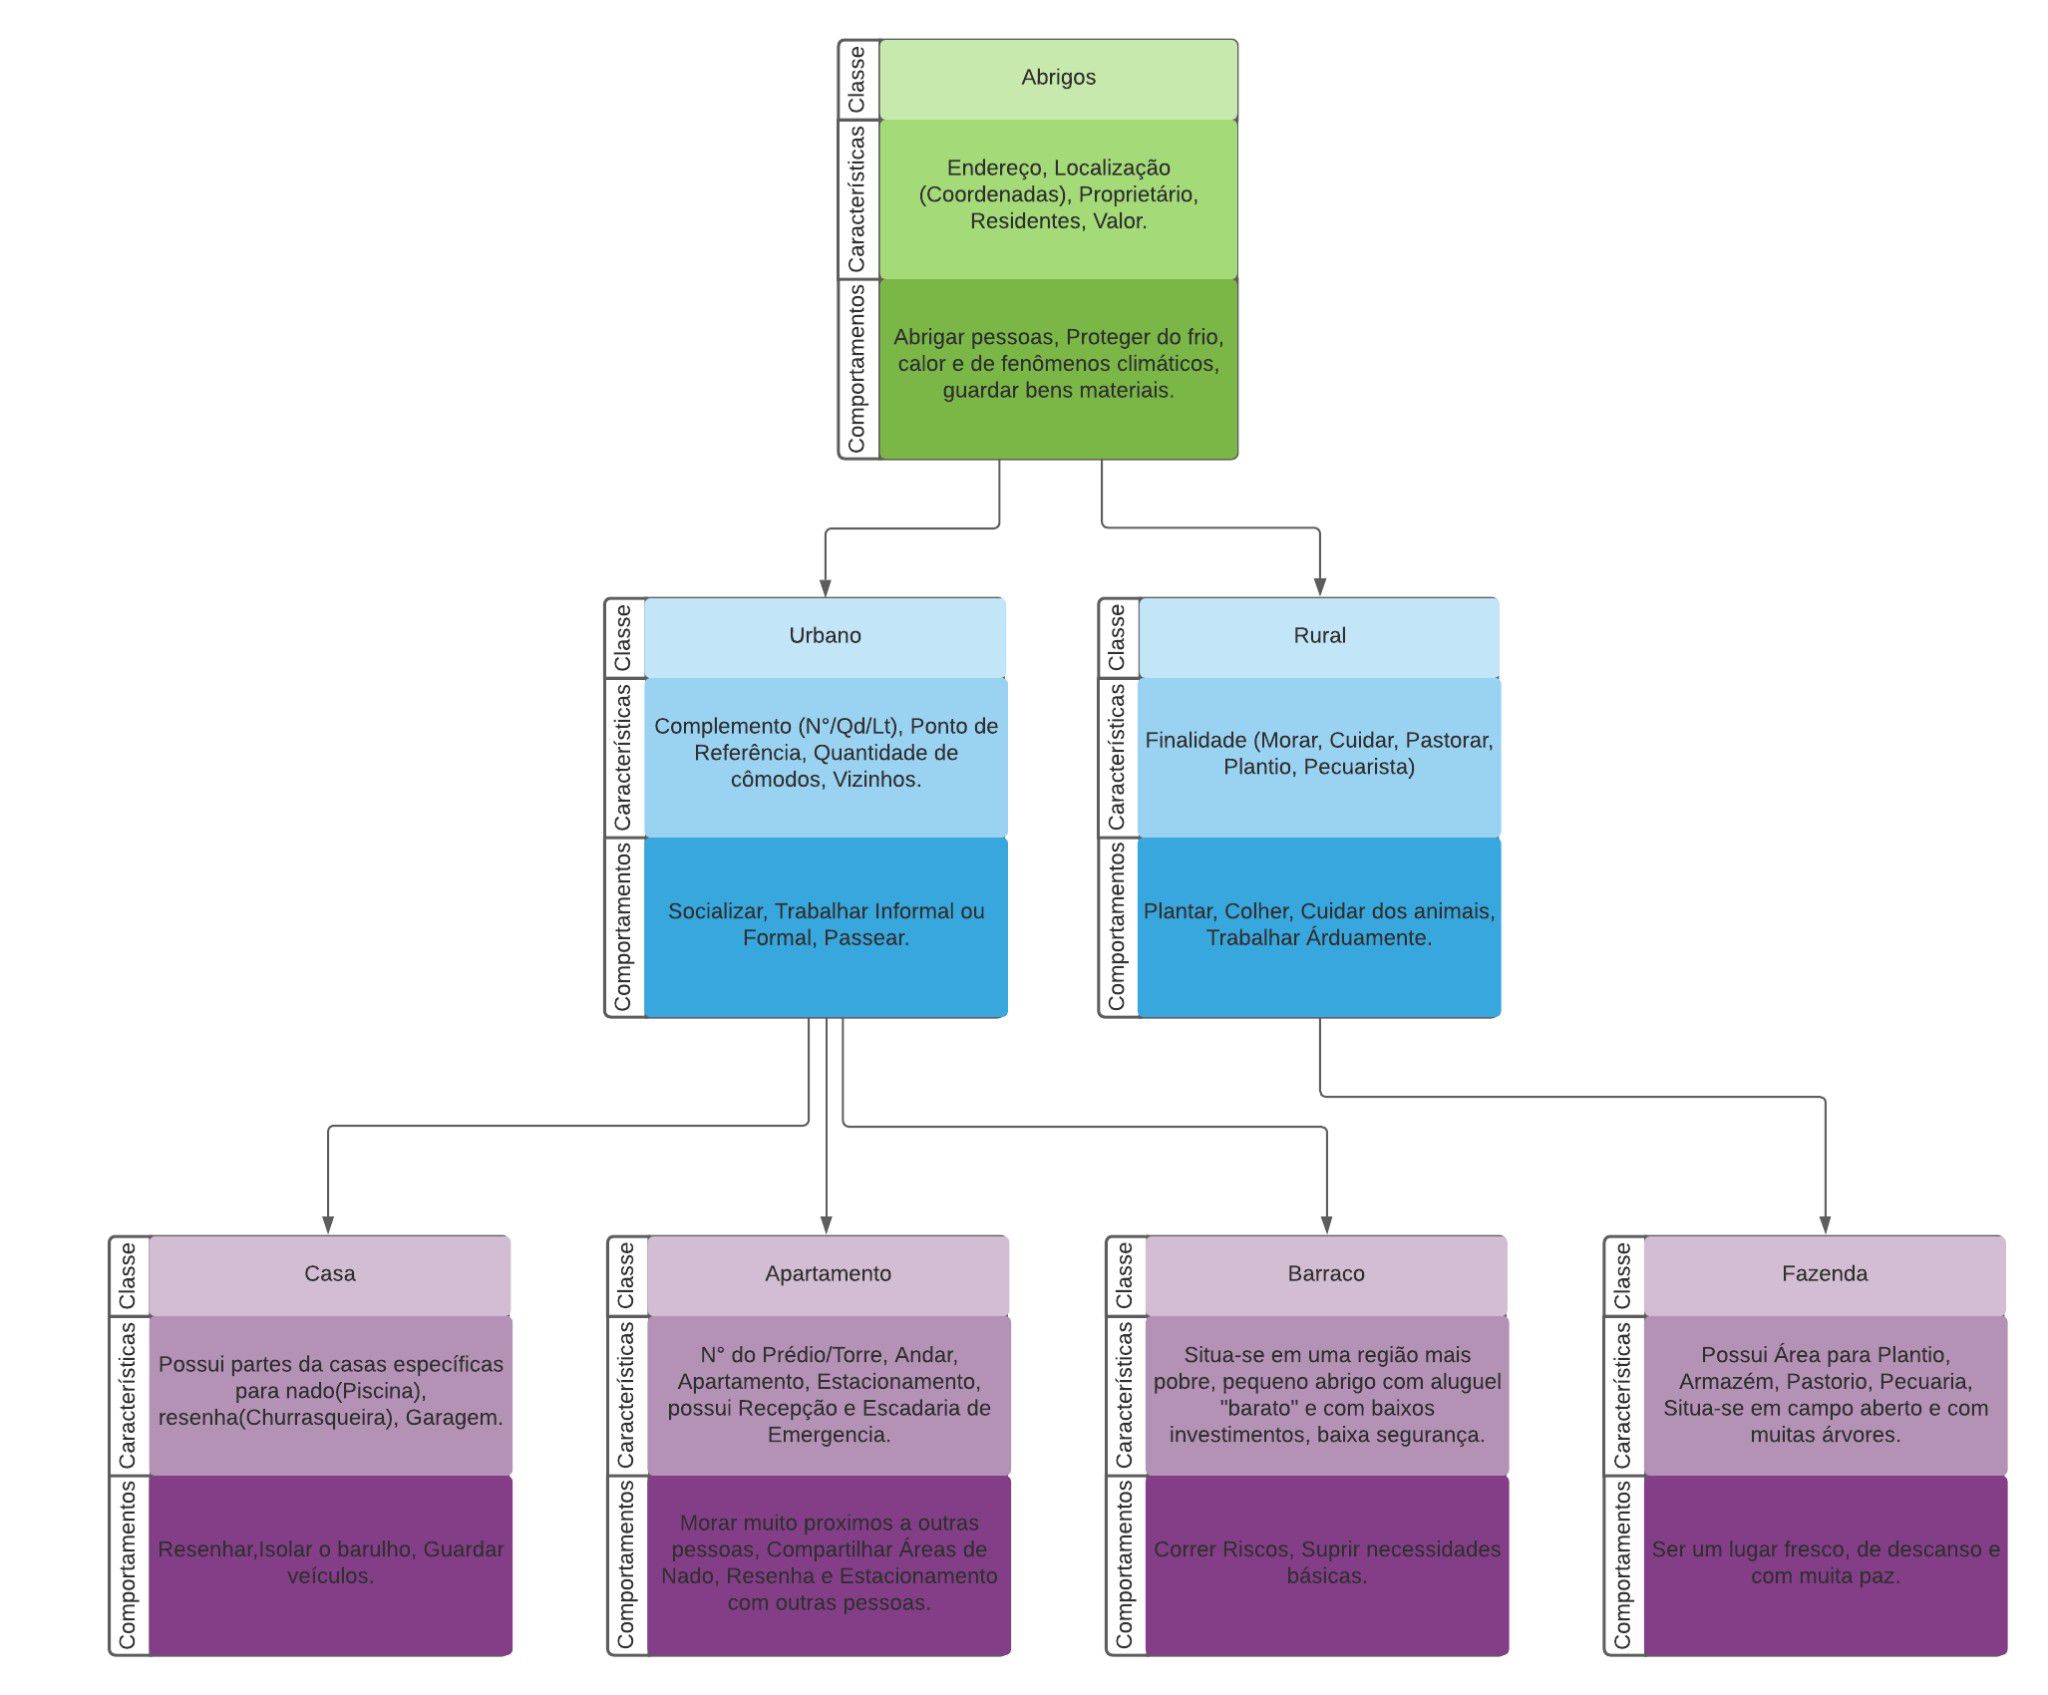 Classe
Abrigos
Características
Endereço, Localização
(Coordenadas), Proprietário,
Residentes, Valor.
Comportamentos
Abrigar pessoas, Proteger do frio,
calor e de fenômenos climáticos,
guardar bens materiais.
Classe
Urbano
Características
Complemento (N°/Qd/Lt), Ponto de
Referência, Quantidade de
cômodos, Vizinhos.
Comportamentos
Socializar, Trabalhar Informal ou
Formal, Passear.
Classe
Rural
Características
Finalidade (Morar, Cuidar, Pastorar,
Plantio, Pecuarista)
Comportamentos
Plantar, Colher, Cuidar dos animais,
Trabalhar Árduamente.
Classe
Casa
Características
Possui partes da casas específicas
para nado(Piscina),
resenha(Churrasqueira), Garagem.
Comportamentos
Resenhar,Isolar o barulho, Guardar
veículos.
Classe
Apartamento
Características
N° do Prédio/Torre, Andar,
Apartamento, Estacionamento,
possui Recepção e Escadaria de
Emergencia.
Comportamentos
Morar muito proximos a outras
pessoas, Compartilhar Áreas de
Nado, Resenha e Estacionamento
com outras pessoas.
Classe
Barraco
Características
Situa-se em uma região mais
pobre, pequeno abrigo com aluguel
"barato" e com baixos
investimentos, baixa segurança.
Comportamentos
Correr Riscos, Suprir necessidades
básicas.
Classe
Fazenda
Características
Possui Área para Plantio,
Armazém, Pastorio, Pecuaria,
Situa-se em campo aberto e com
muitas árvores.
Comportamentos
Ser um lugar fresco, de descanso e
com muita paz.